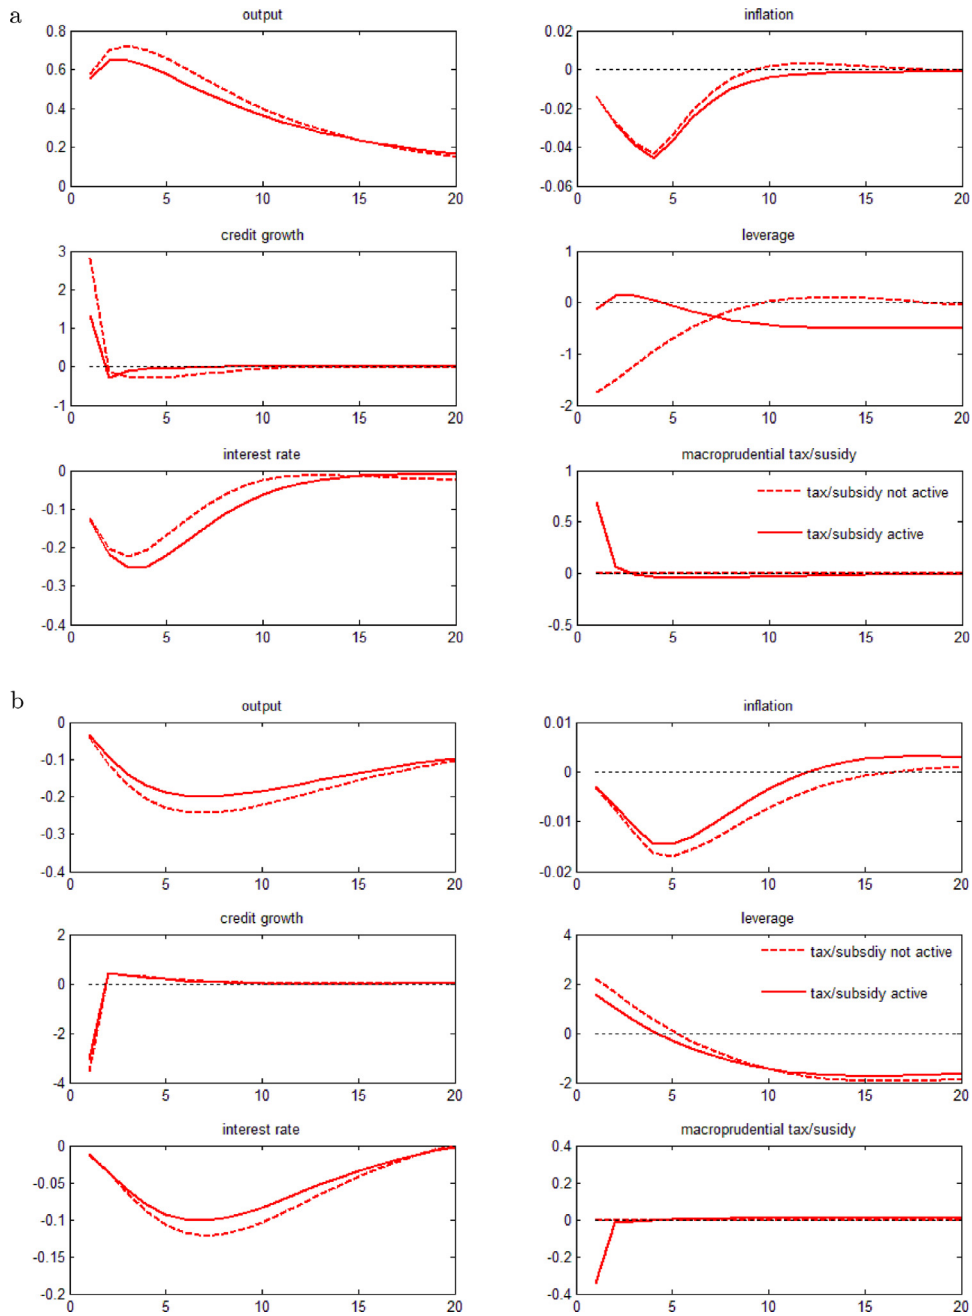 a
output
inflation
0.8
0.6
0.4
0.2
0
0 5 10 15 20
0.02
0
-0.02
-0.04
-0.06
0 5 10 15 20
credit growth
leverage
3
2
1
0
-1
0 5 10 15 20
1
0
-1
-2
0 5 10 15 20
interest rate
macroprudential tax/susidy
0
-0.1
-0.2
-0.3
-0.4
0 5 10 15 20
1
0.5
0
-0.5
0 5 10 15 20
tax/subsidy not active
tax/subsidy active
b
output
inflation
0
-0.1
-0.2
-0.3
-0.4
0 5 10 15 20
0.01
0
-0.01
-0.02
0 5 10 15 20
credit growth
leverage
2
0
-2
-4
0 5 10 15 20
4
2
0
-2
0 5 10 15 20
tax/subsdiy not active
tax/subsidy active
interest rate
macroprudential tax/susidy
0
-0.05
-0.1
-0.15
-0.2
0 5 10 15 20
0.4
0.2
0
-0.2
-0.4
0 5 10 15 20